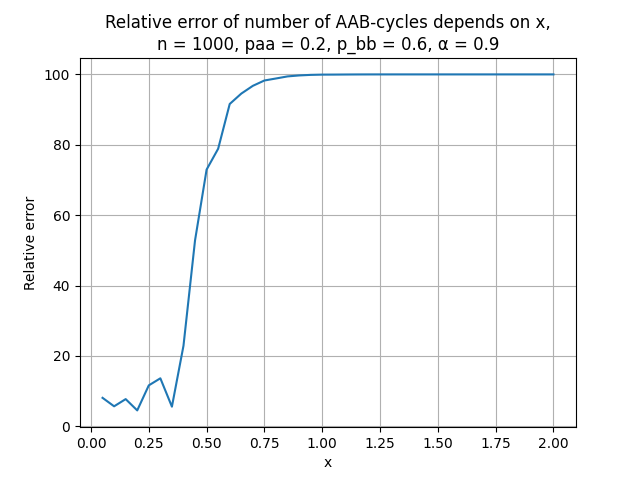 Relative error of number of AAB-cycles depends on x,
n = 1000, paa = 0.2, p_bb = 0.6, α = 0.9
100
80
60
40
20
0
Relative error
0.00 0.25 0.50 0.75 1.00 1.25 1.50 1.75 2.00
x